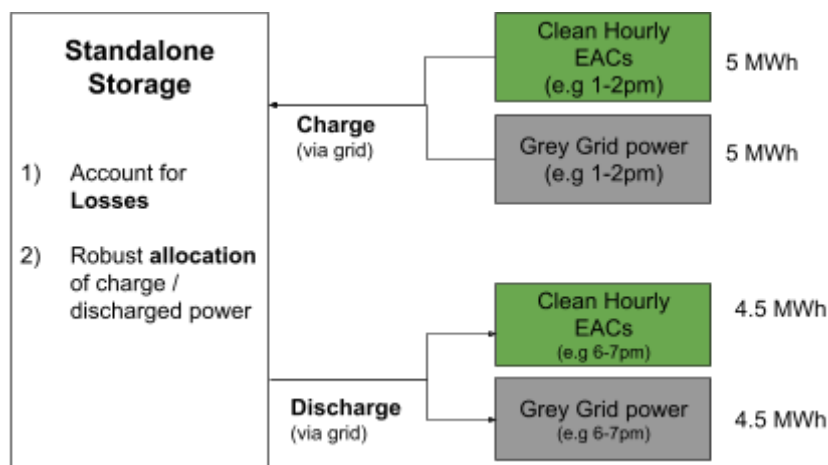 Standalone
Storage
1) Account for
Losses
2) Robust allocation
of charge /
discharged power
Charge
(via grid)
Clean Hourly
EACs
(e.g 1-2pm)
5 MWh
Grey Grid power
(e.g 1-2pm)
5 MWh
Discharge
(via grid)
Clean Hourly
EACs
(e.g 6-7pm)
4.5 MWh
Grey Grid power
(e.g 6-7pm)
4.5 MWh